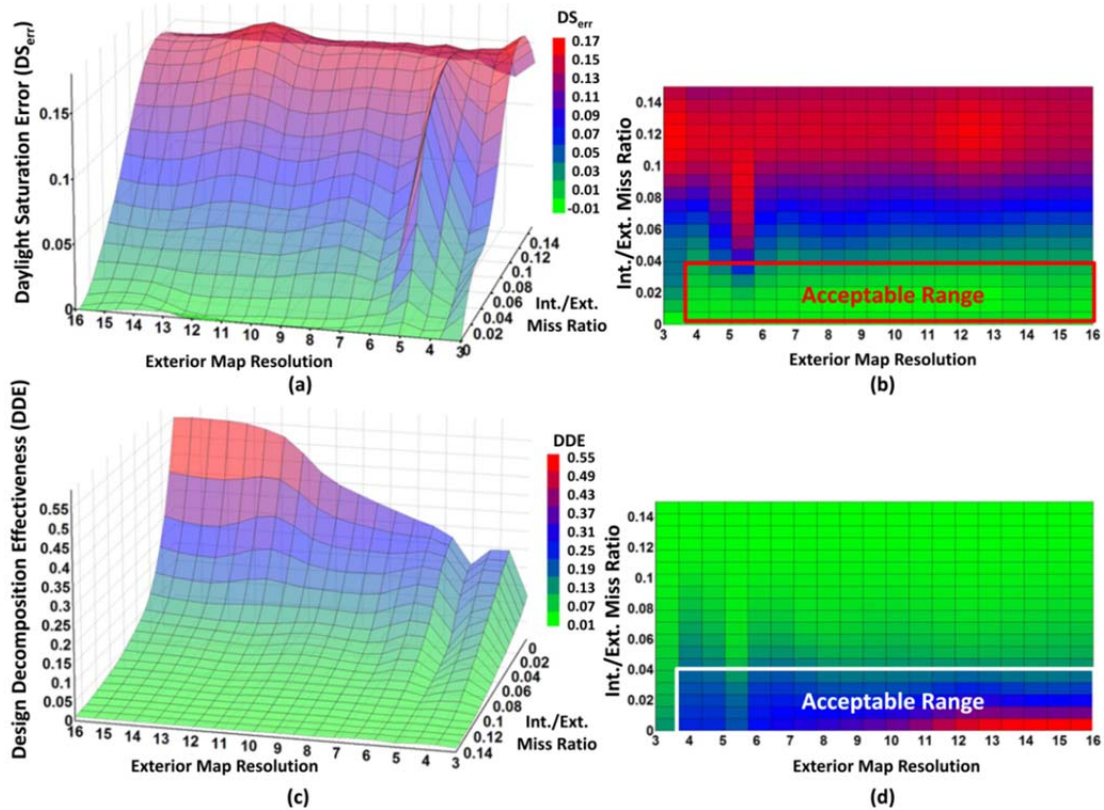 Daylight Saturation Error (DSerr)
0.15
0.1
0.05
0
16 15 14 13 12 11 10 9 8 7 6 5 4 3
0
0.02
0.04
0.06
0.08
0.1
0.12
0.14
Int./Ext.
Miss Ratio
Exterior Map Resolution
(a)
DSerr
0.17
0.15
0.13
0.11
0.09
0.07
0.05
0.03
0.01
-0.01
Int./Ext. Miss Ratio
0.14
0.12
0.1
0.08
0.06
0.04
0.02
0
Acceptable Range
3 4 5 6 7 8 9 10 11 12 13 14 15 16
Exterior Map Resolution
(b)
Design Decomposition Effectiveness (DDE)
0.55
0.5
0.45
0.4
0.35
0.3
0.25
0.2
0.15
0.1
0.05
0
16 15 14 13 12 11 10 9 8 7 6 5 4 3
0
0.02
0.04
0.06
0.08
0.1
0.12
0.14
Int./Ext.
Miss Ratio
Exterior Map Resolution
(c)
DDE
0.55
0.49
0.43
0.37
0.31
0.25
0.19
0.13
0.07
0.01
Int./Ext. Miss Ratio
0.14
0.12
0.1
0.08
0.06
0.04
0.02
0
Acceptable Range
3 4 5 6 7 8 9 10 11 12 13 14 15 16
Exterior Map Resolution
(d)